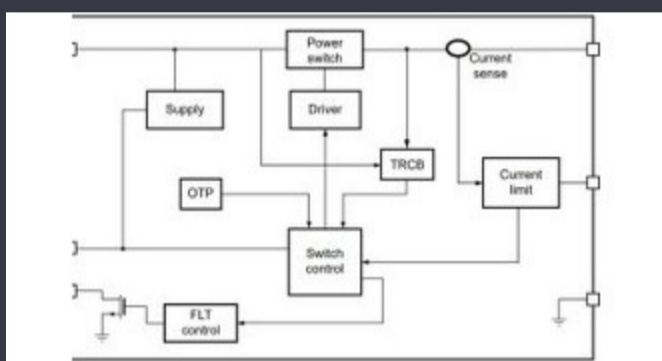 Power
switch
Current
sense
Supply
Driver
TRCB
OTP
Current
limit
Switch
control
FLT
control